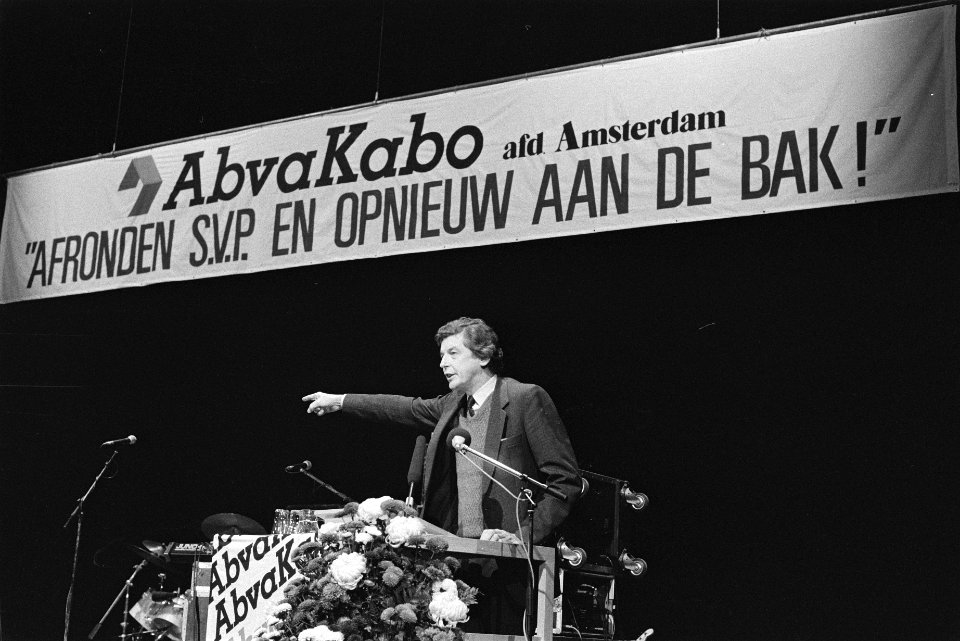 AbvaKabo afd Amsterdam
"AFRONDEN S.V.P. EN OPNIEUW AAN DE BAK!"
AbvaK
AbvaK